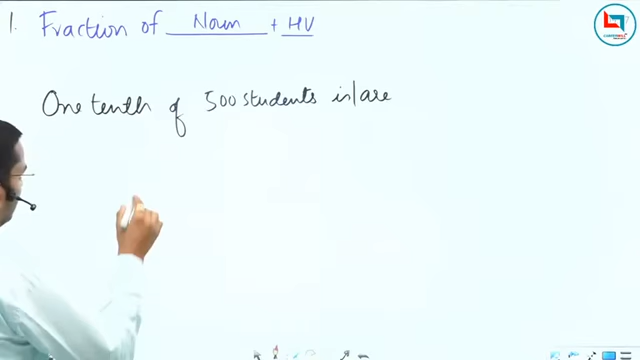 1. Fraction of Noun + HV
One tenth of 500 students is/are